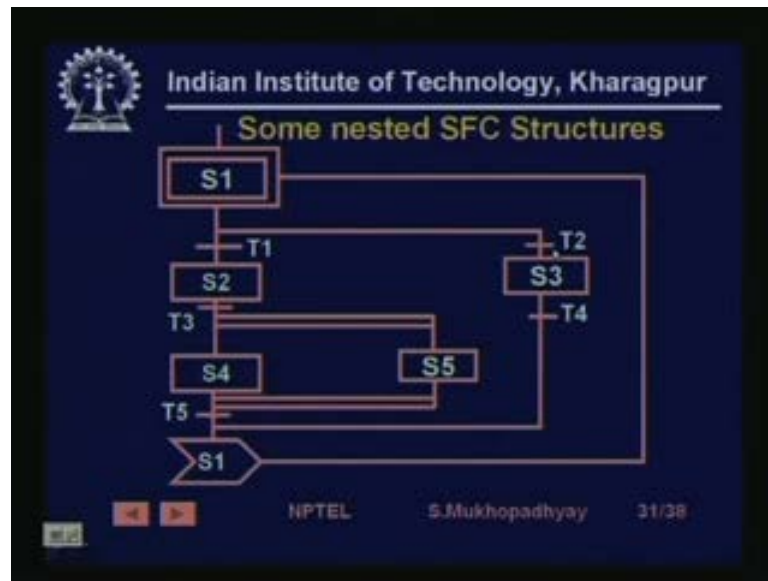 Indian Institute of Technology, Kharagpur
Some nested SFC Structures
S1
T1
T2
S2
S3
T3
T4
S4
S5
T5
S1
NPTEL S.Mukhopadhyay 31/38